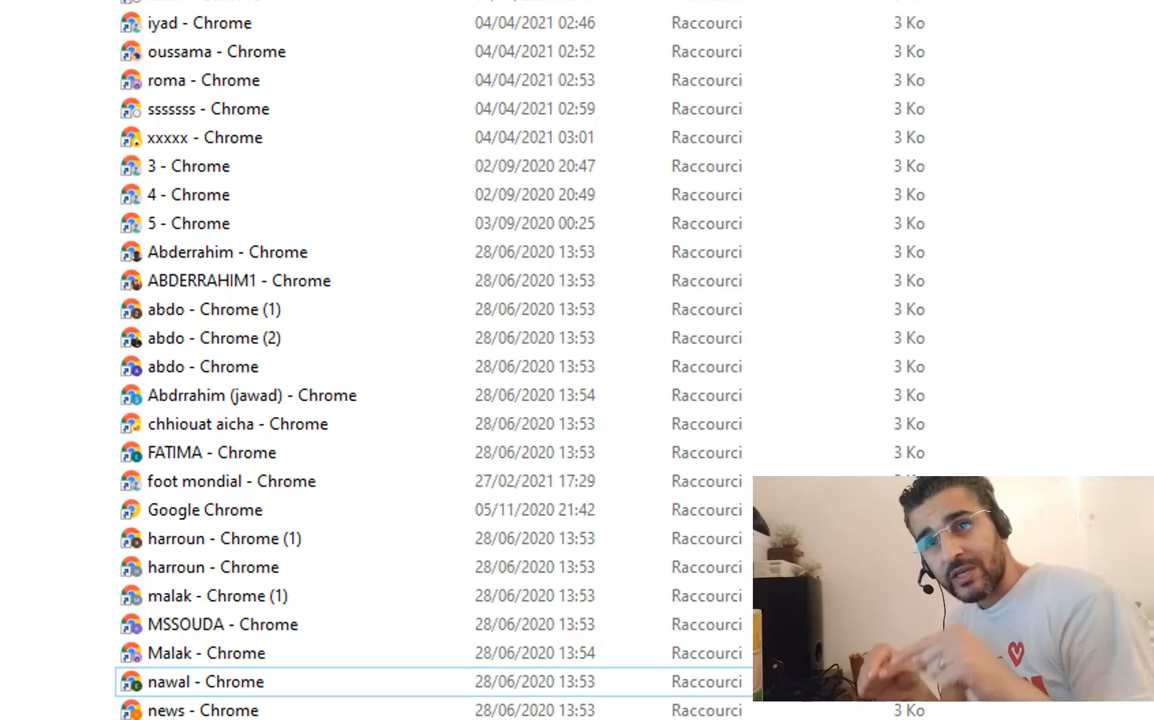 iyad - Chrome 04/04/2021 02:46 Raccourci 3 Ko
oussama - Chrome 04/04/2021 02:52 Raccourci 3 Ko
roma - Chrome 04/04/2021 02:53 Raccourci 3 Ko
sssssss - Chrome 04/04/2021 02:59 Raccourci 3 Ko
xxxxx - Chrome 04/04/2021 03:01 Raccourci 3 Ko
3 - Chrome 02/09/2020 20:47 Raccourci 3 Ko
4 - Chrome 02/09/2020 20:49 Raccourci 3 Ko
5 - Chrome 03/09/2020 00:25 Raccourci 3 Ko
Abderrahim - Chrome 28/06/2020 13:53 Raccourci 3 Ko
ABDERRAHIM1 - Chrome 28/06/2020 13:53 Raccourci 3 Ko
abdo - Chrome (1) 28/06/2020 13:53 Raccourci 3 Ko
abdo - Chrome (2) 28/06/2020 13:53 Raccourci 3 Ko
abdo - Chrome 28/06/2020 13:53 Raccourci 3 Ko
Abdrrahim (jawad) - Chrome 28/06/2020 13:54 Raccourci 3 Ko
chhiouat aicha - Chrome 28/06/2020 13:53 Raccourci 3 Ko
FATIMA - Chrome 28/06/2020 13:53 Raccourci 3 Ko
foot mondial - Chrome 27/02/2021 17:29 Raccourci
Google Chrome 05/11/2020 21:42 Raccourci
harroun - Chrome (1) 28/06/2020 13:53 Raccourci
harroun - Chrome 28/06/2020 13:53 Raccourci
malak - Chrome (1) 28/06/2020 13:53 Raccourci
MSSOUDA - Chrome 28/06/2020 13:53 Raccourci
Malak - Chrome 28/06/2020 13:54 Raccourci
nawal - Chrome 28/06/2020 13:53 Raccourci
news - Chrome 28/06/2020 13:53 Raccourci